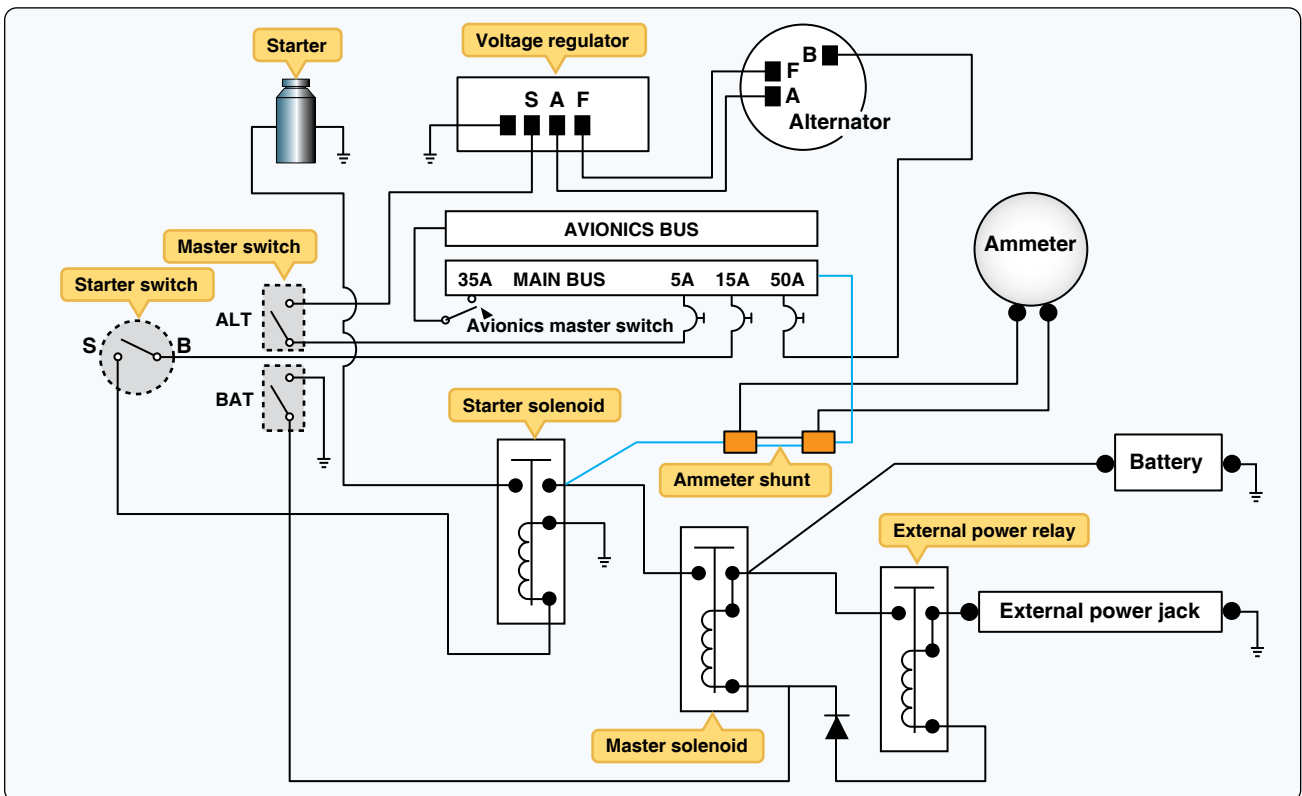 Starter
Voltage regulator
B
F
A
Alternator
S A F
AVIONICS BUS
Master switch
Ammeter
35A MAIN BUS 5A 15A 50A
Starter switch
ALT
Avionics master switch
S
B
BAT
Starter solenoid
Ammeter shunt
Battery
External power relay
External power jack
Master solenoid